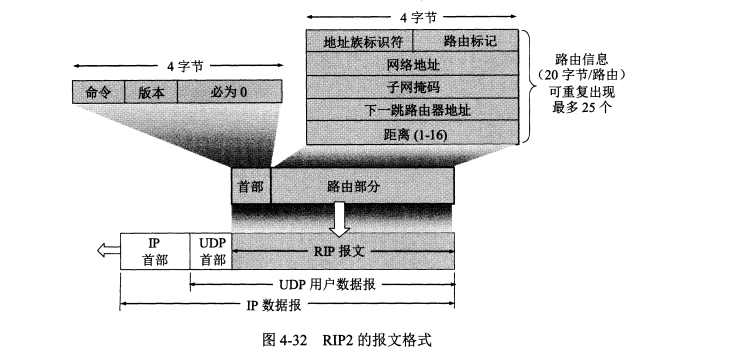 4 字节
地址族标识符 路由标记
网络地址
子网掩码
下一跳路由器地址
距离 (1-16)
路由信息
(20 字节/路由)
可重复出现
最多 25 个
4 字节
命令 版本 必为 0
首部 路由部分
IP
首部
UDP
首部
RIP 报文
UDP 用户数据报
IP 数据报
图 4-32 RIP2 的报文格式